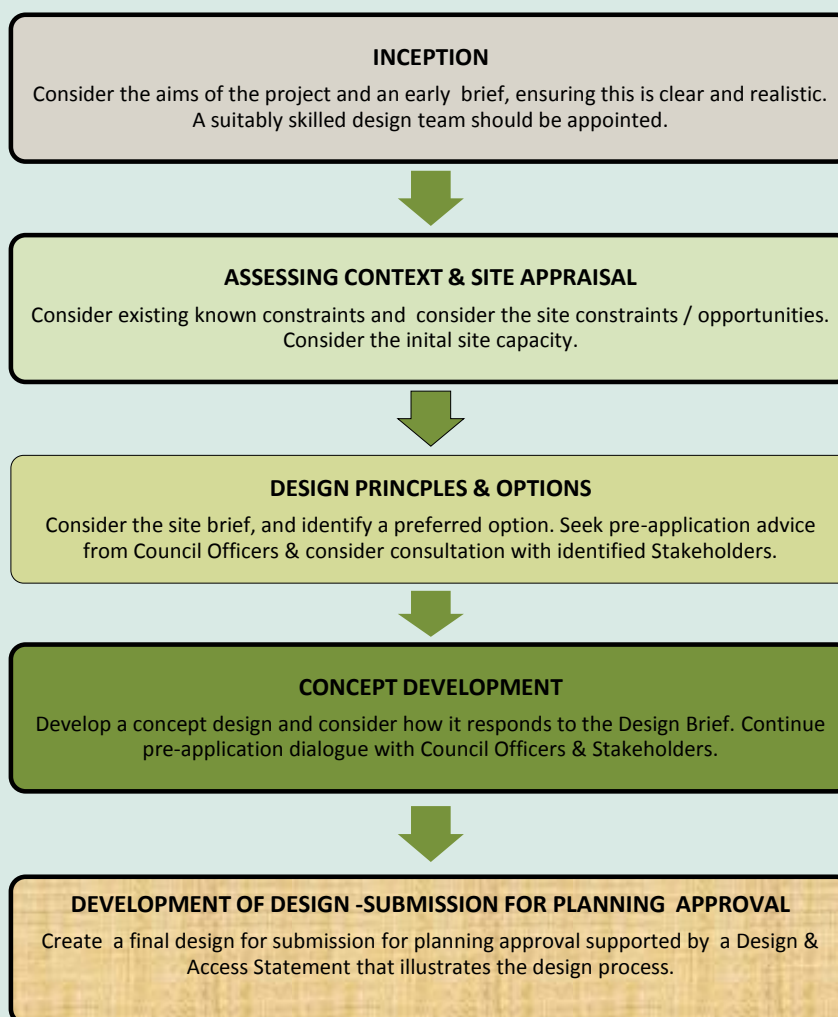 INCEPTION
Consider the aims of the project and an early brief, ensuring this is clear and realistic.
A suitably skilled design team should be appointed.
ASSESSING CONTEXT & SITE APPRAISAL
Consider existing known constraints and consider the site constraints / opportunities.
Consider the inital site capacity.
DESIGN PRINCPLES & OPTIONS
Consider the site brief, and identify a preferred option. Seek pre-application advice
from Council Officers & consider consultation with identified Stakeholders.
CONCEPT DEVELOPMENT
Develop a concept design and consider how it responds to the Design Brief. Continue
pre-application dialogue with Council Officers & Stakeholders.
DEVELOPMENT OF DESIGN -SUBMISSION FOR PLANNING APPROVAL
Create a final design for submission for planning approval supported by a Design &
Access Statement that illustrates the design process.